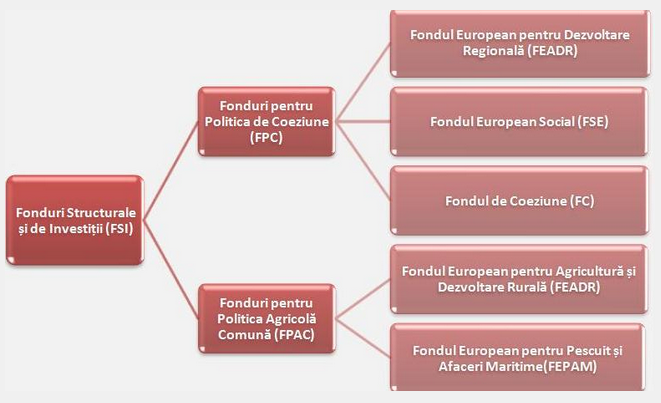 Fondul European pentru Dezvoltare
Regională (FEADR)
Fonduri pentru
Politica de Coeziune
(FPC)
Fondul European Social (FSE)
Fondul de Coeziune (FC)
Fonduri Structurale
și de Investiții (FSI)
Fonduri pentru
Politica Agricolă
Comună (FPAC)
Fondul European pentru Agricultură și
Dezvoltare Rurală (FEADR)
Fondul European pentru Pescuit și
Afaceri Maritime(FEPAM)